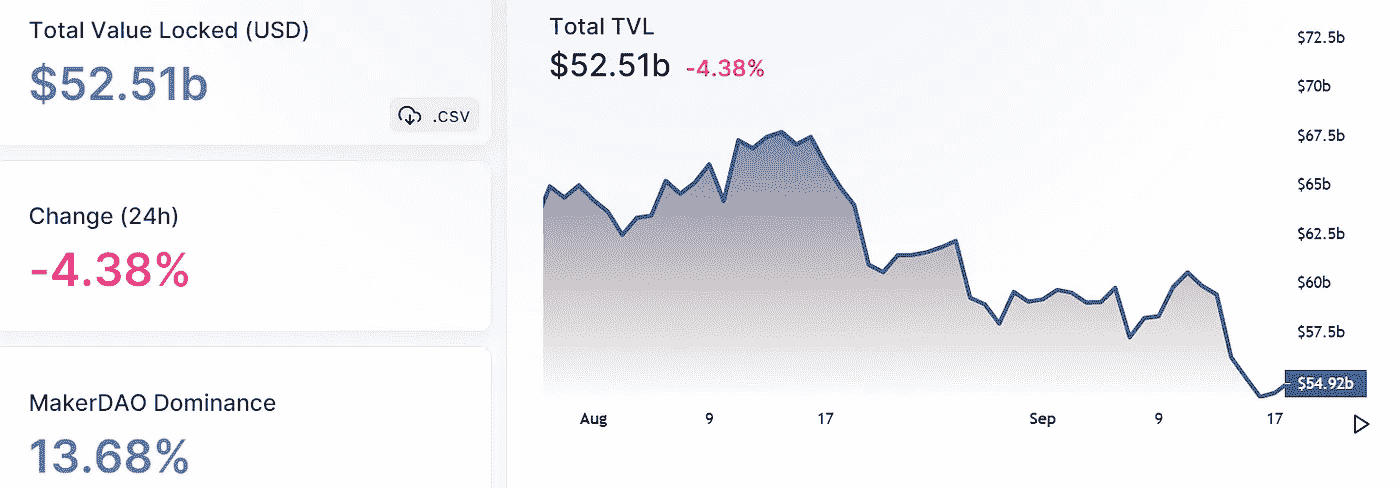 Total Value Locked (USD)
$52.51b
.CSV
Change (24h)
-4.38%
MakerDAO Dominance
13.68%
Total TVL
$52.51b -4.38%
$72.5b
$70b
$67.5b
$65b
$62.5b
$60b
$57.5b
$54.92b
Aug 9 17 Sep 9 17